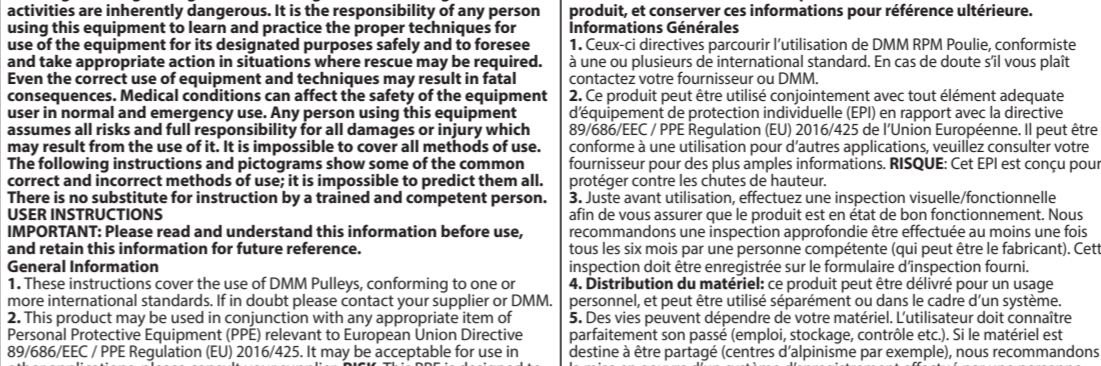 activities are inherently dangerous. It is the responsibility of any person
using this equipment to learn and practice the proper techniques for
use of the equipment for its designated purposes safely and to foresee
and take appropriate action in situations where rescue may be required.
Even the correct use of equipment and techniques may result in fatal
consequences. Medical conditions can affect the safety of the equipment
user in normal and emergency use. Any person using this equipment
assumes all risks and full responsibility for all damages or injury which
may result from the use of it. It is impossible to cover all methods of use.
The following instructions and pictograms show some of the common
correct and incorrect methods of use; it is impossible to predict them all.
There is no substitute for instruction by a trained and competent person.
USER INSTRUCTIONS
IMPORTANT: Please read and understand this information before use,
and retain this information for future reference.
General Information
1. These instructions cover the use of DMM Pulleys, conforming to one or
more international standards. If in doubt please contact your supplier or DMM.
2. This product may be used in conjunction with any appropriate item of
Personal Protective Equipment (PPE) relevant to European Union Directive
89/686/EEC / PPE Regulation (EU) 2016/425. It may be acceptable for use in
other applications, please consult your supplier. RISK: This PPE is designed to
produit, et conserver ces informations pour référence ultérieure.
Informations Générales
1. Ceux-ci directives parcourir l'utilisation de DMM RPM Poulie, conformiste
à une ou plusieurs de international standard. En cas de doute s'il vous plaît
contactez votre fournisseur ou DMM.
2. Ce produit peut être utilisé conjointement avec tout élément adequate
d'équipement de protection individuelle (EPI) en rapport avec la directive
89/686/EEC / PPE Regulation (EU) 2016/425 de l'Union Européenne. Il peut être
conforme à une utilisation pour d'autres applications, veuillez consulter votre
fournisseur pour des plus amples informations. RISQUE: Cet EPI est conçu pour
protéger contre les chutes de hauteur.
3. Juste avant utilisation, effectuez une inspection visuelle/fonctionnelle
afin de vous assurer que le produit est en état de bon fonctionnement. Nous
recommandons une inspection approfondie être effectuée au moins une fois
tous les six mois par une personne compétente (qui peut être le fabricant). Cett
inspection doit être enregistrée sur le formulaire d'inspection fourni.
4. Distribution du matériel: ce produit peut être délivré pour un usage
personnel, et peut être utilisé séparément ou dans le cadre d'un système.
5. Des vies peuvent dépendre de votre matériel. L'utilisateur doit connaître
parfaitement son passé (emploi, stockage, contrôle etc.). Si le matériel est
destine à être partagé (centres d'alpinisme par exemple), nous recommandons